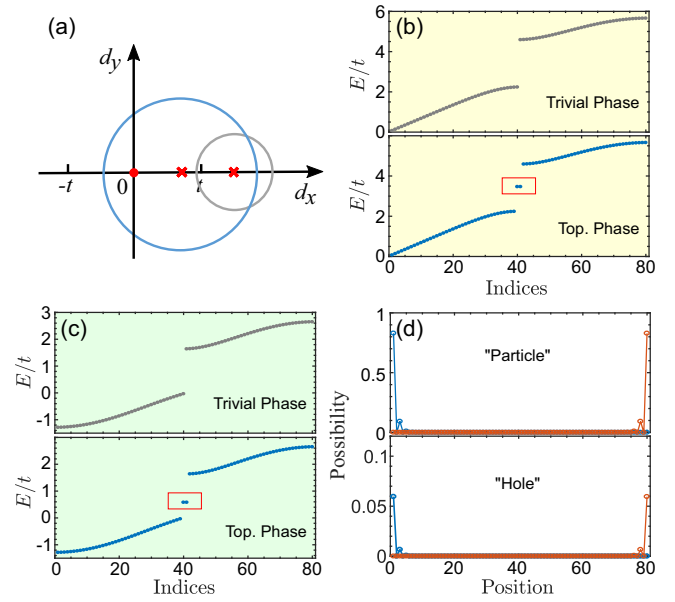 (a)
d_y
-t
0
t
d_x
(b)
E/t
6
4
2
0
Trivial Phase
E/t
4
2
0
Top. Phase
0
20
40
60
80
Indices
(c)
E/t
3
2
1
0
-1
Trivial Phase
E/t
2
1
0
-1
Top. Phase
0
20
40
60
80
Indices
(d)
Possibility
1
0.5
0
"Particle"
0.1
0.05
0
"Hole"
0
20
40
60
80
Position